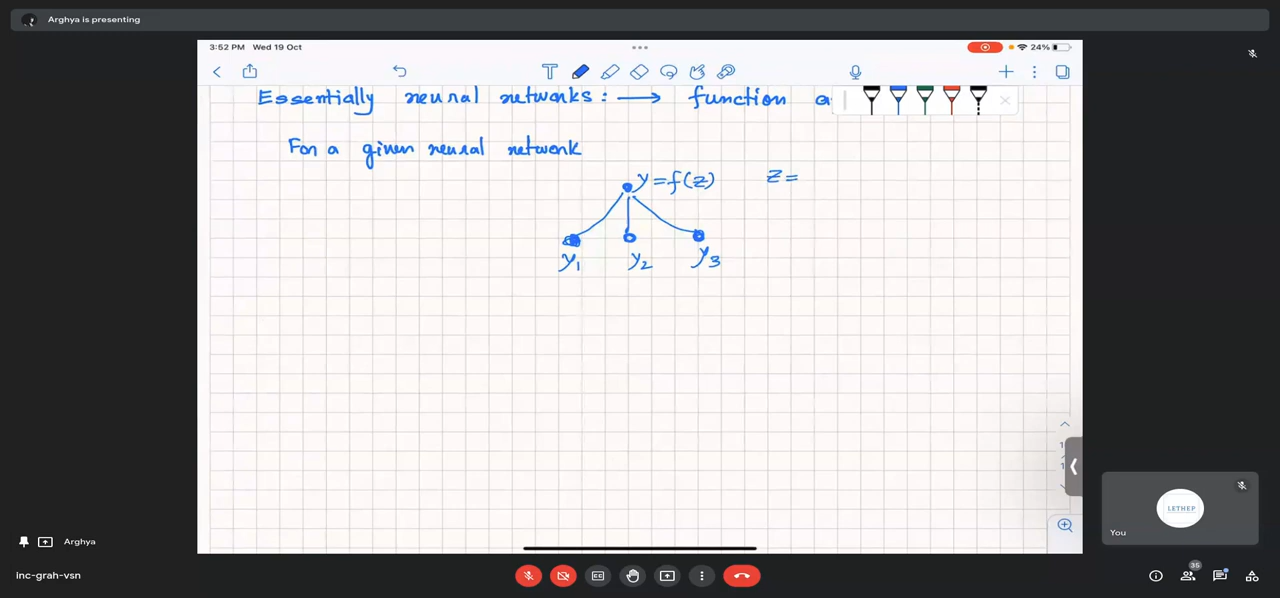 Arghya is presenting
3:52 PM Wed 19 Oct
24%
Essentially neural networks: → function a
For a given neural network
y = f(z) z =
y₁ y₂ y₃
LETHEP
You
Arghya
lnc-grah-vsn
35